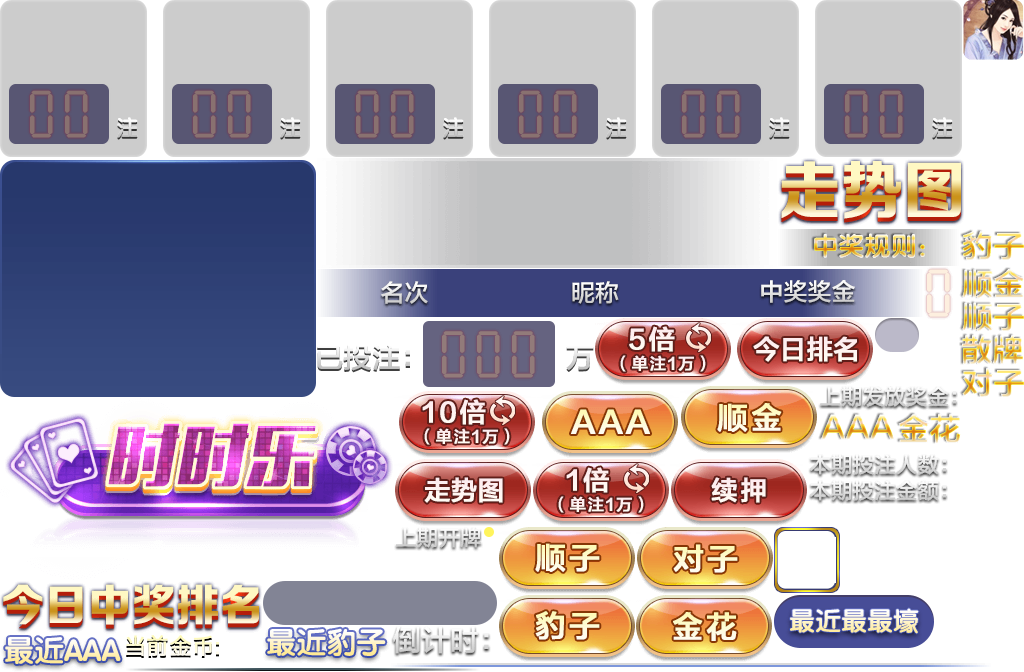 00 注 00 注 00 注 00 注 00 注 00 注
走势图
中奖规则:
豹子
名次 昵称 中奖奖金
0
顺金
顺子
散牌
对子
已投注: 000 万
5倍
(单注1万)
今日排名
10倍
(单注1万)
AAA
顺金
上期发放奖金:
AAA 金花
时时乐
走势图
1倍
(单注1万)
续押
本期投注人数:
本期投注金额:
上期开牌
顺子
对子
今日中奖排名
豹子
金花
最近最最壕
最近AAA
当前金币:
最近豹子
倒计时: